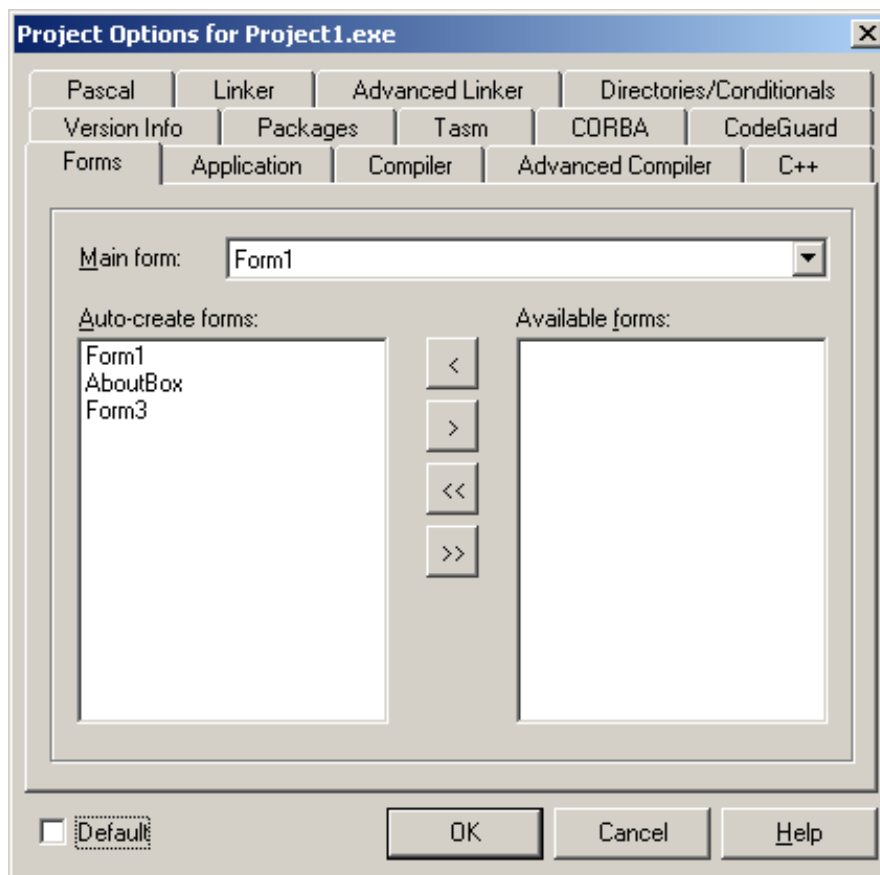 Project Options for Project1.exe
Pascal Linker Advanced Linker Directories/Conditionals
Version Info Packages Tasm CORBA CodeGuard
Forms Application Compiler Advanced Compiler C++
Main form: Form1
Auto-create forms: Available forms:
Form1
AboutBox
Form3
<
>
<<
>>
Default OK Cancel Help